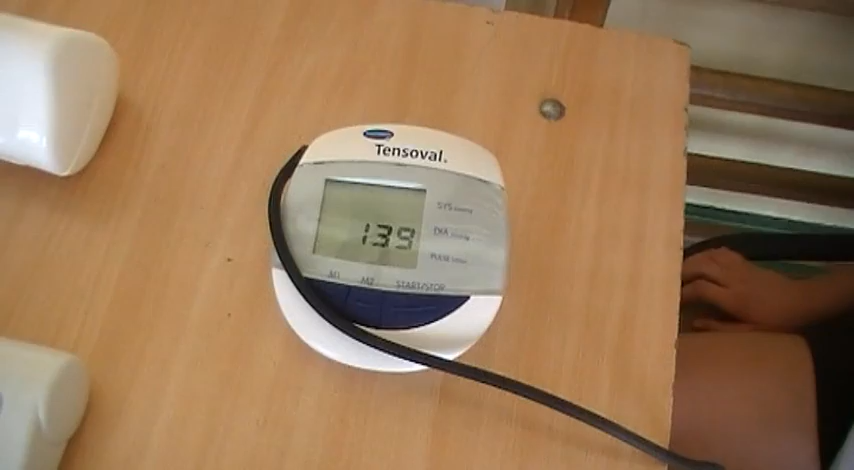 Tensoval.
SYS
139
DIA
PULSE
M1 M2 START/STOP